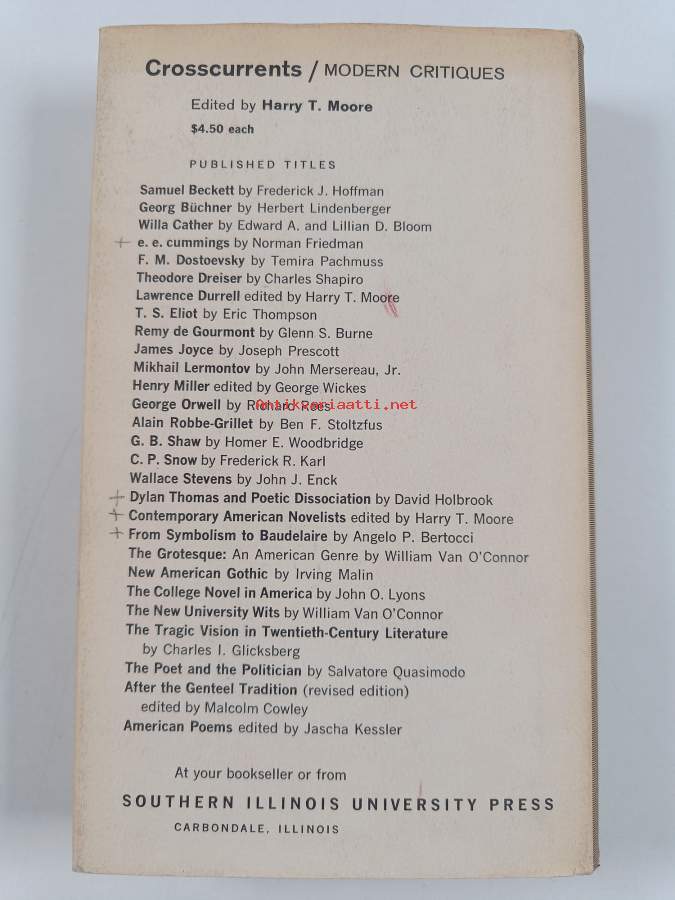 Crosscurrents / MODERN CRITIQUES
Edited by Harry T. Moore
$4.50 each
PUBLISHED TITLES
Samuel Beckett by Frederick J. Hoffman
Georg Büchner by Herbert Lindenberger
Willa Cather by Edward A. and Lillian D. Bloom
+ e. e. cummings by Norman Friedman
F. M. Dostoevsky by Temira Pachmuss
Theodore Dreiser by Charles Shapiro
Lawrence Durrell edited by Harry T. Moore
T. S. Eliot by Eric Thompson
Remy de Gourmont by Glenn S. Burne
James Joyce by Joseph Prescott
Mikhail Lermontov by John Mersereau, Jr.
Henry Miller edited by George Wickes
George Orwell by Richard Rees
Antikvariaatti.net
Alain Robbe-Grillet by Ben F. Stoltzfus
G. B. Shaw by Homer E. Woodbridge
C. P. Snow by Frederick R. Karl
Wallace Stevens by John J. Enck
+ Dylan Thomas and Poetic Dissociation by David Holbrook
+ Contemporary American Novelists edited by Harry T. Moore
+ From Symbolism to Baudelaire by Angelo P. Bertocci
The Grotesque: An American Genre by William Van O'Connor
New American Gothic by Irving Malin
The College Novel in America by John O. Lyons
The New University Wits by William Van O'Connor
The Tragic Vision in Twentieth-Century Literature
by Charles I. Glicksberg
The Poet and the Politician by Salvatore Quasimodo
After the Genteel Tradition (revised edition)
edited by Malcolm Cowley
American Poems edited by Jascha Kessler
At your bookseller or from
SOUTHERN ILLINOIS UNIVERSITY PRESS
CARBONDALE, ILLINOIS